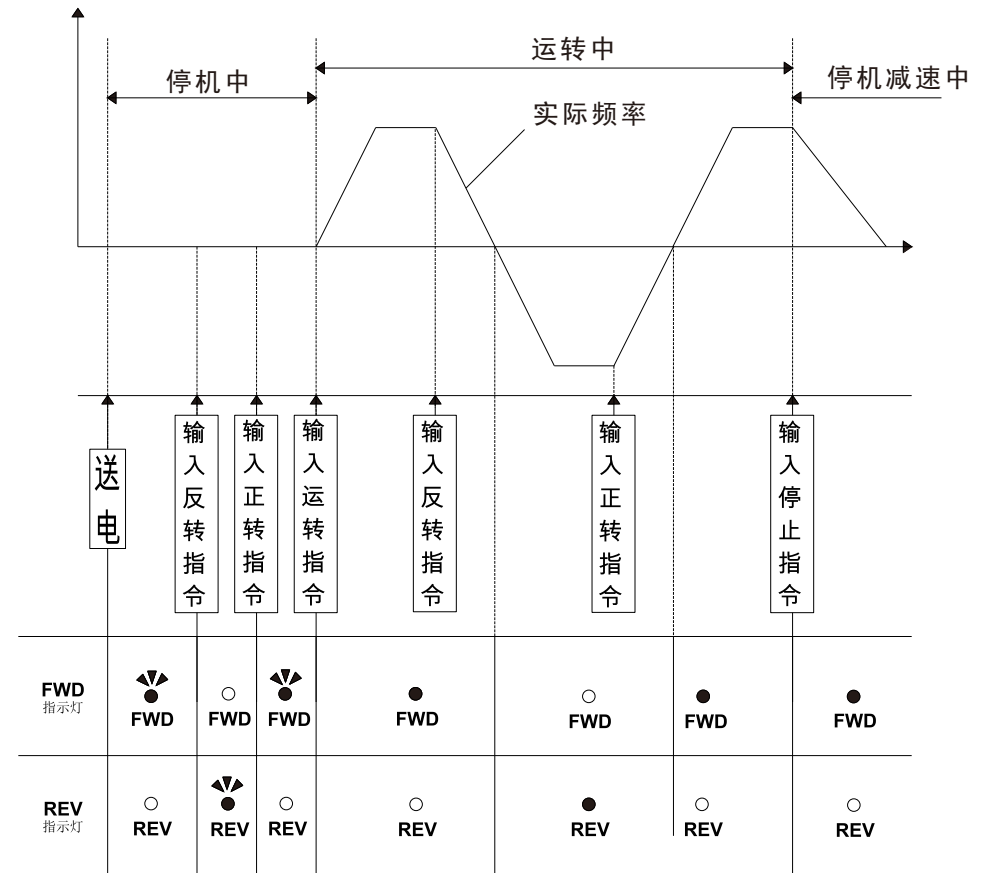 运转中
停机中
停机减速中
实际频率
送电
输入反转指令
输入正转指令
输入运转指令
输入反转指令
输入正转指令
输入停止指令
FWD
指示灯
FWD
FWD
FWD
FWD
FWD
FWD
FWD
REV
指示灯
REV
REV
REV
REV
REV
REV
REV